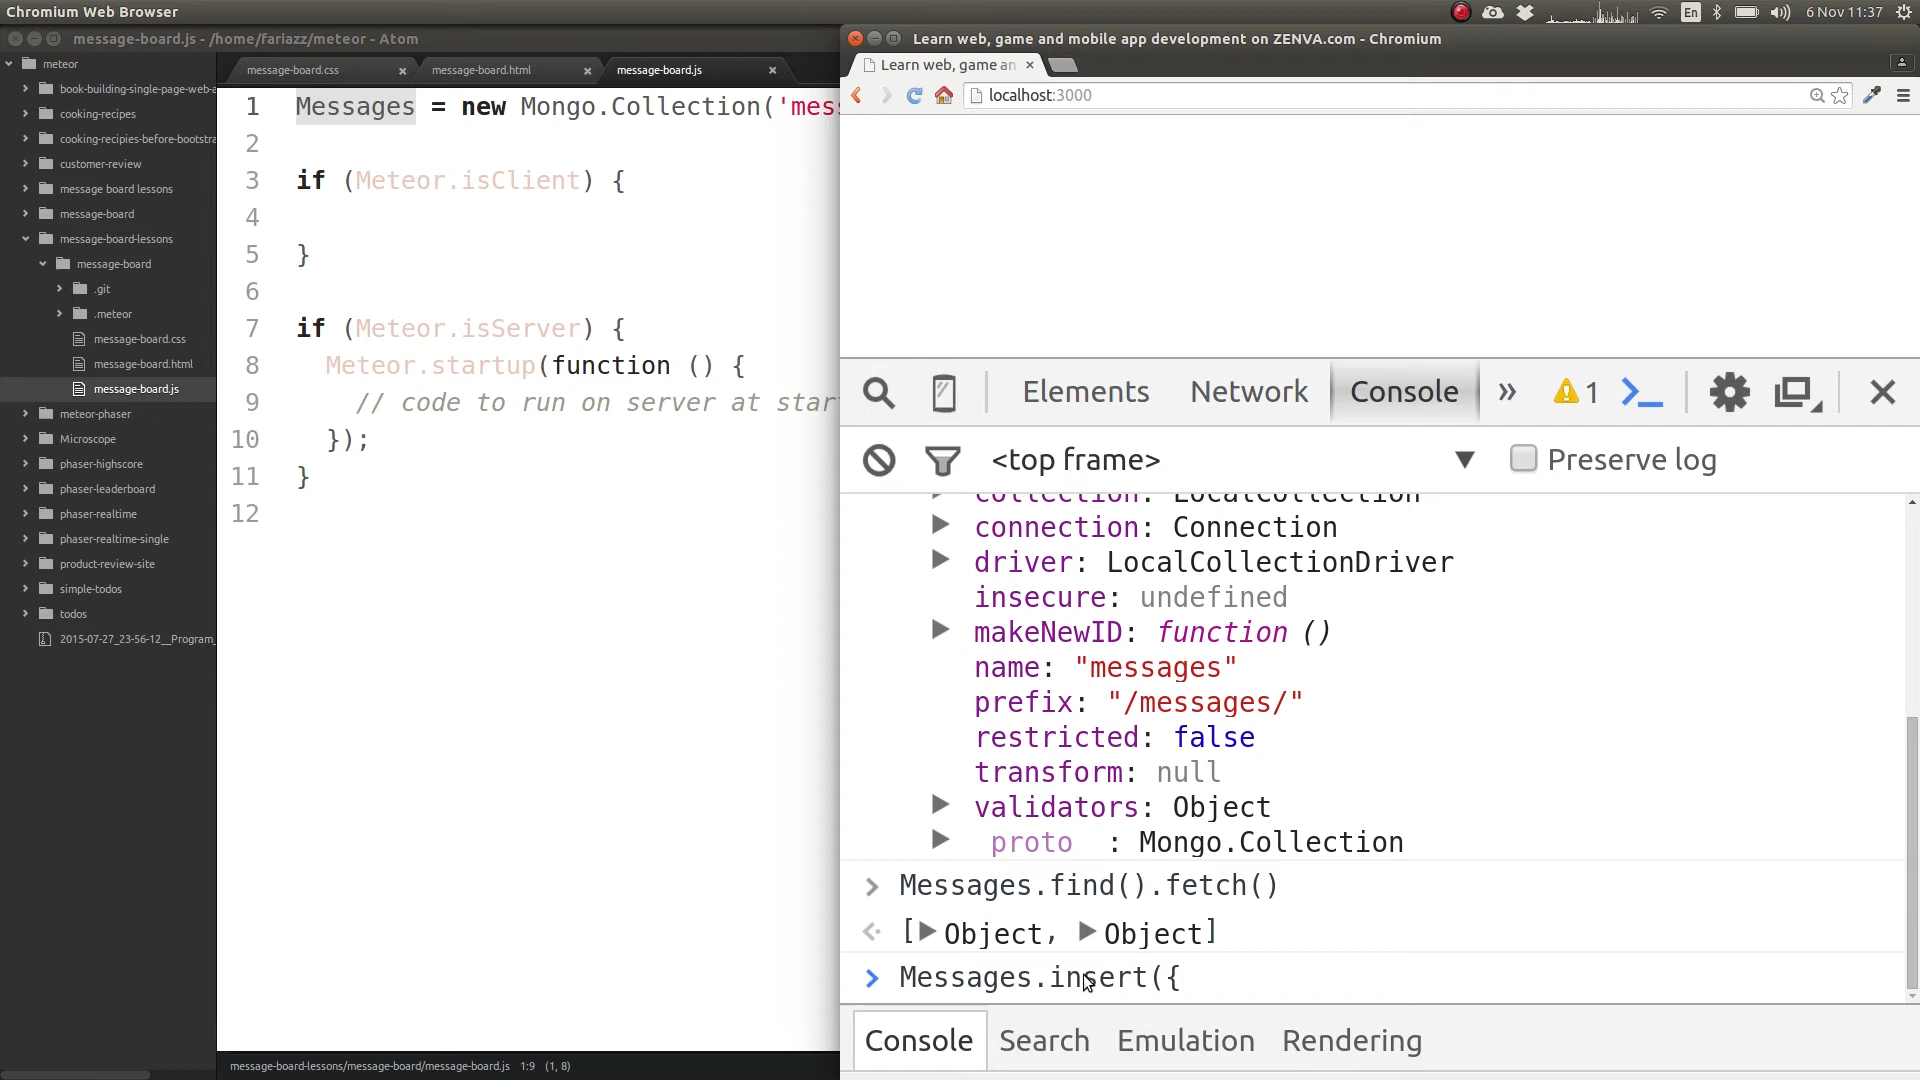 Chromium Web Browser
En
6 Nov 11:37
message-board.js - /home/fariazz/meteor - Atom
meteor
book-building-single-page-web-a
cooking-recipes
cooking-recipies-before-bootstra
customer-review
message board lessons
message-board
message-board-lessons
message-board
.git
.meteor
message-board.css
message-board.html
message-board.js
meteor-phaser
Microscope
phaser-highscore
phaser-leaderboard
phaser-realtime
phaser-realtime-single
product-review-site
simple-todos
todos
2015-07-27_23-56-12__Program_
message-board.css
message-board.html
message-board.js
1 Messages = new Mongo.Collection('mess
2
3 if (Meteor.isClient) {
4
5 }
6
7 if (Meteor.isServer) {
8 Meteor.startup(function () {
9 // code to run on server at star
10 });
11 }
12
message-board-lessons/message-board/message-board.js 1:9 (1, 8)
Learn web, game and mobile app development on ZENVA.com - Chromium
Learn web, game an
localhost:3000
Elements Network Console » 1
<top frame> Preserve log
collection: LocalCollection
connection: Connection
driver: LocalCollectionDriver
insecure: undefined
makeNewID: function ()
name: "messages"
prefix: "/messages/"
restricted: false
transform: null
validators: Object
proto : Mongo.Collection
Messages.find().fetch()
[Object, Object]
Messages.insert({
Console Search Emulation Rendering